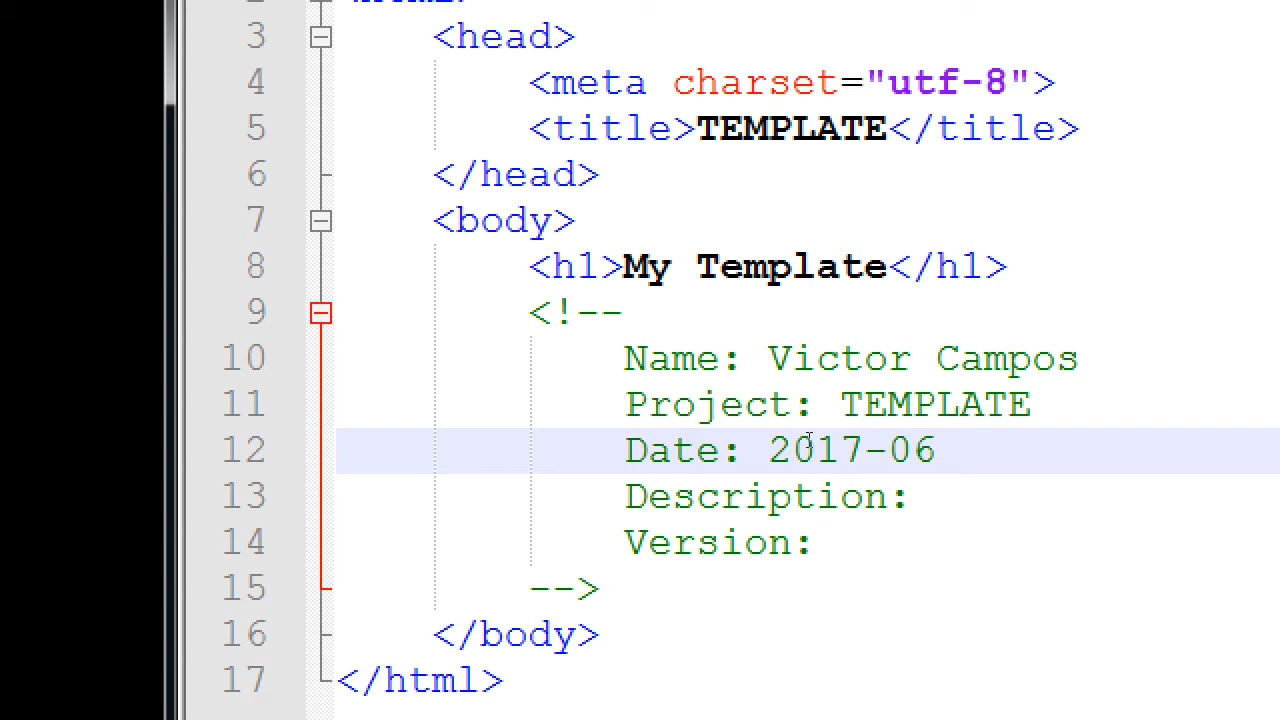 3 <head>
4 <meta charset="utf-8">
5 <title>TEMPLATE</title>
6 </head>
7 <body>
8 <h1>My Template</h1>
9 <!--
10 Name: Victor Campos
11 Project: TEMPLATE
12 Date: 2017-06
13 Description:
14 Version:
15 -->
16 </body>
17 </html>